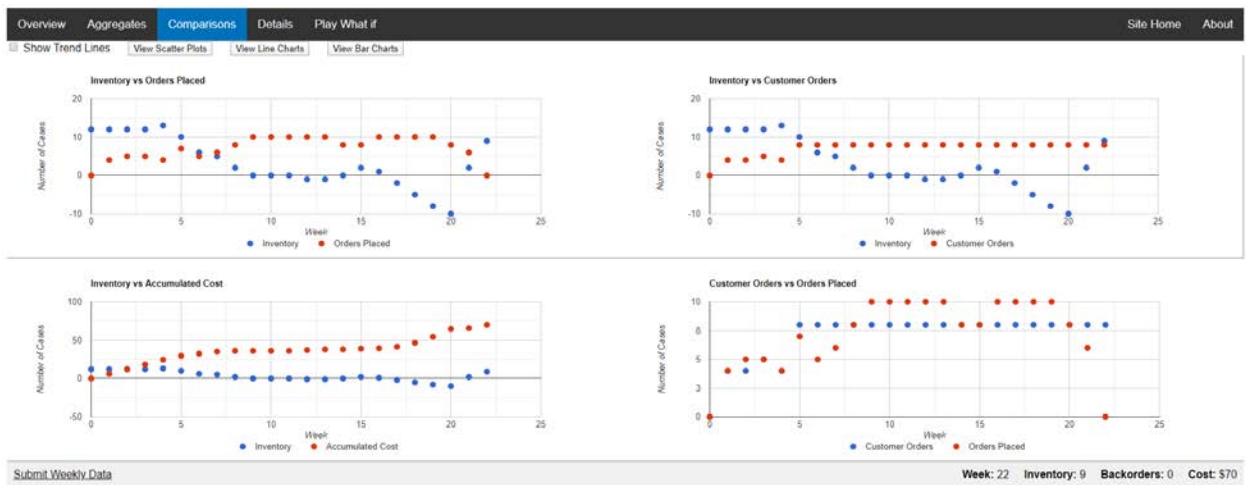 Overview Aggregates Comparisons Details Play What if Site Home About
Show Trend Lines View Scatter Plots View Line Charts View Bar Charts
Inventory vs Orders Placed
Number of Cases
20
10
0
-10
0 5 10 15 20 25
Week
Inventory Orders Placed
Inventory vs Customer Orders
Number of Cases
20
10
0
-10
0 5 10 15 20 25
Week
Inventory Customer Orders
Inventory vs Accumulated Cost
Number of Cases
100
50
0
-50
0 5 10 15 20 25
Week
Inventory Accumulated Cost
Customer Orders vs Orders Placed
Number of Cases
10
8
5
3
0
0 5 10 15 20 25
Week
Customer Orders Orders Placed
Submit Weekly Data Week: 22 Inventory: 9 Backorders: 0 Cost: $70